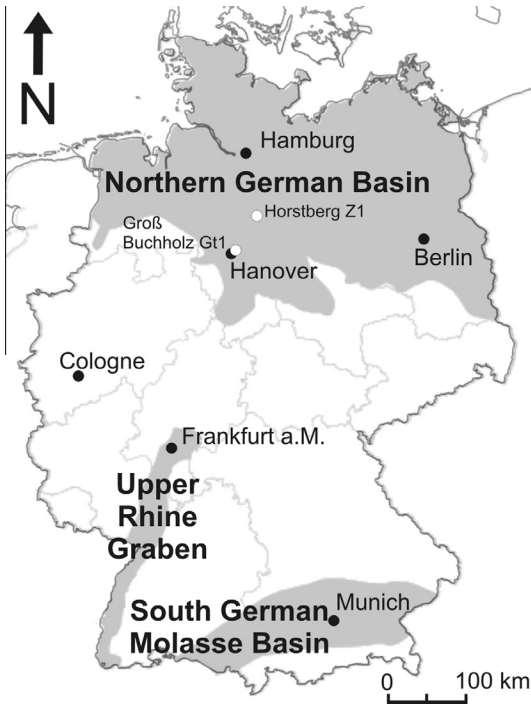 N
Hamburg
Northern German Basin
Horstberg Z1
Groß
Buchholz Gt1
Hanover
Berlin
Cologne
Frankfurt a.M.
Upper
Rhine
Graben
South German
Molasse Basin
Munich
0 100 km